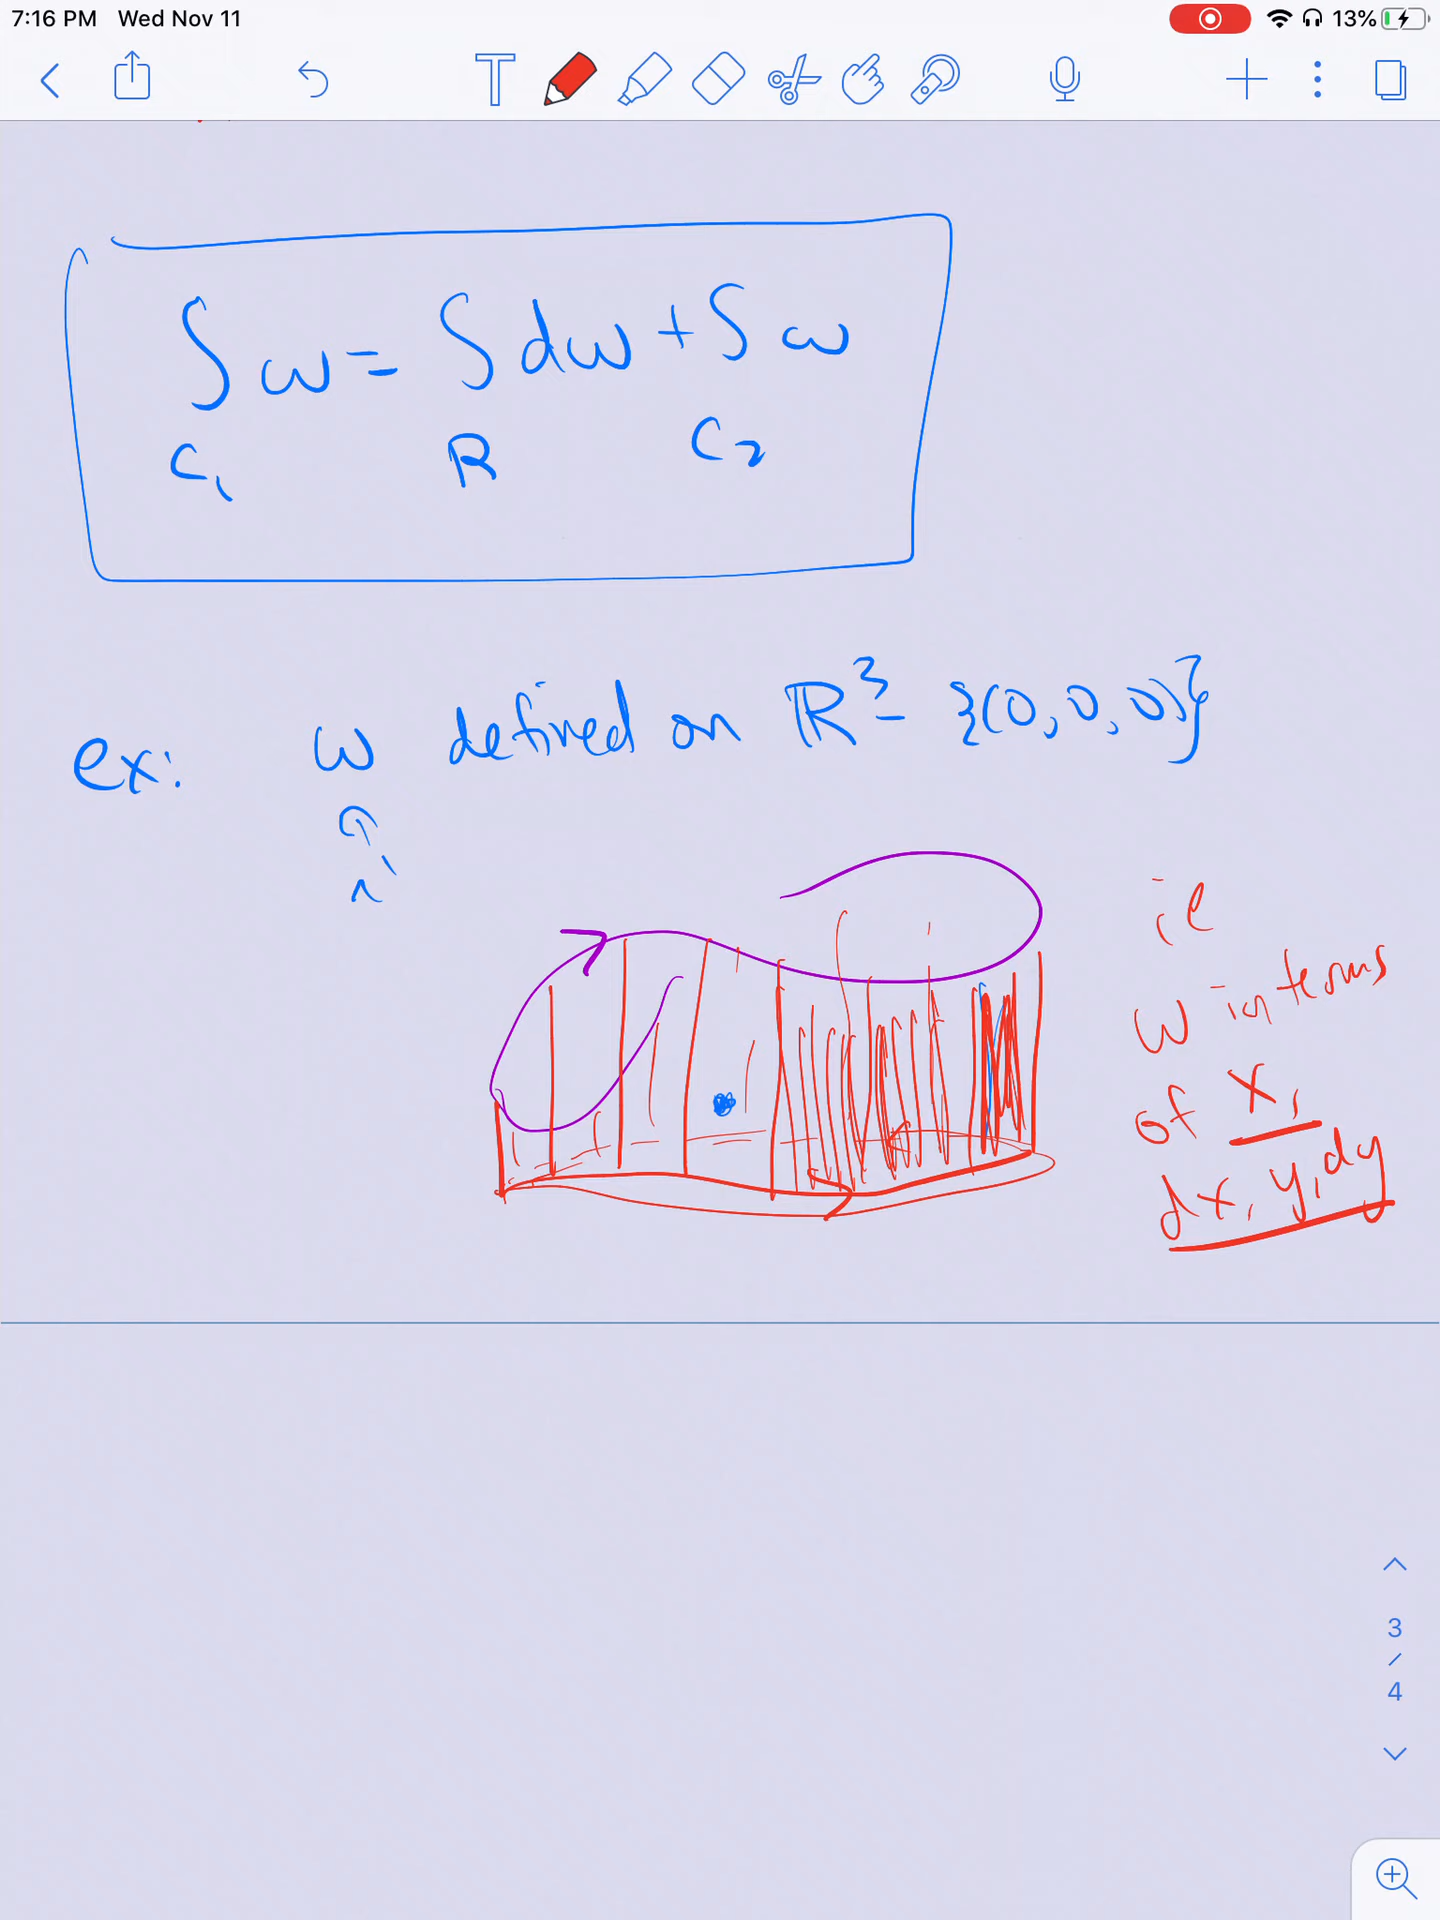 7:16 PM Wed Nov 11
13%
T
∫ ω = ∫ dω + ∫ ω
C₁ R C₂
ex: ω defined on ℝ³ - {(0,0,0)}
ie
ω in terms
of x,
dx, y, dy
3
/
4